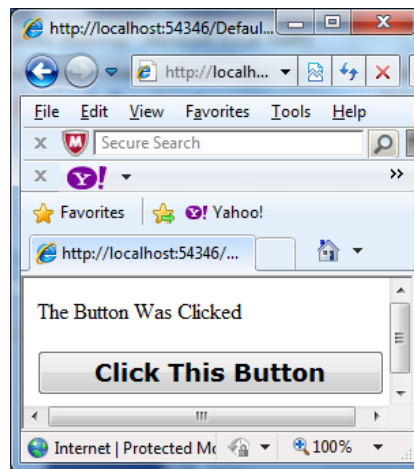 http://localhost:54346/Defaul...
http://localh...
File Edit View Favorites Tools Help
x Secure Search
x Y! »
Favorites Y! Yahoo!
http://localhost:54346/...
The Button Was Clicked
Click This Button
Internet | Protected Mo 100%